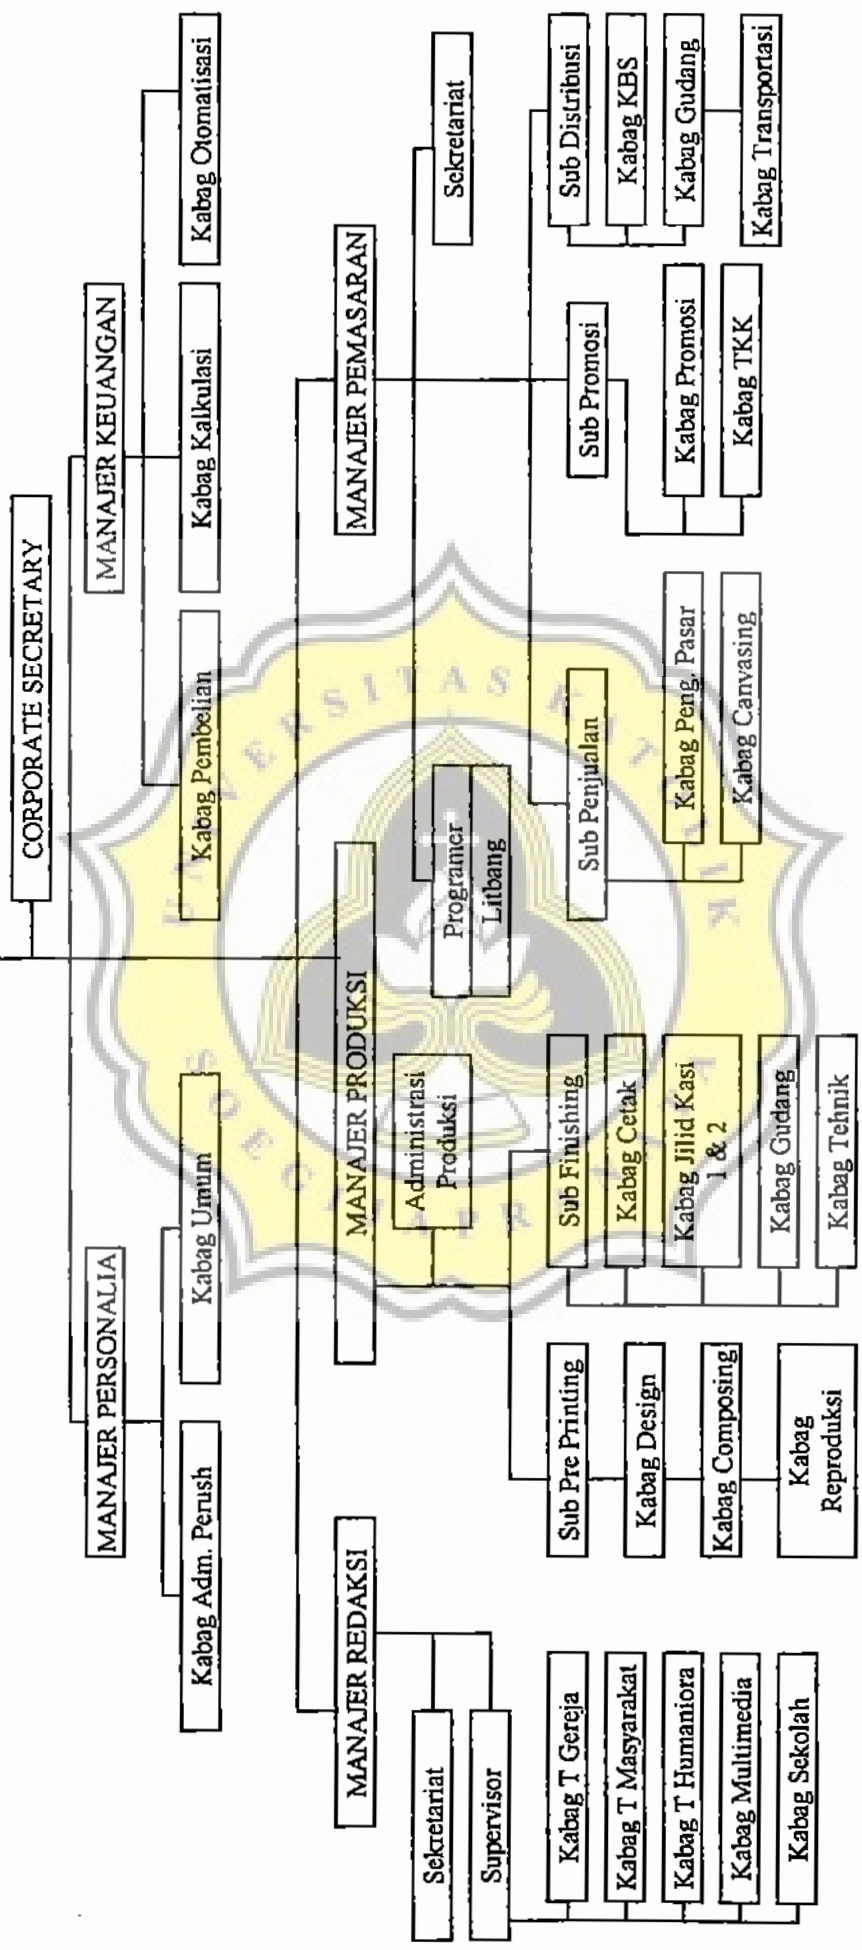 CORPORATE SECRETARY
MANAJER PERSONALIA
MANAJER KEUANGAN
Kabag Adm. Perush
Kabag Umum
Kabag Pembelian
Kabag Kalkulasi
Kabag Otomatisasi
MANAJER REDAKSI
MANAJER PRODUKSI
MANAJER PEMASARAN
Sekretariat
Supervisor
Kabag T Gereja
Kabag T Masyarakat
Kabag T Humaniora
Kabag Multimedia
Kabag Sekolah
Administrasi
Produksi
Sub Pre Printing
Kabag Design
Kabag Composing
Kabag
Reproduksi
Sub Finishing
Kabag Cetak
Kabag Jilid Kasi
1 & 2
Kabag Gudang
Kabag Tehnik
Programer
Litbang
Sekretariat
Sub Penjualan
Kabag Peng. Pasar
Kabag Canvasing
Sub Promosi
Kabag Promosi
Kabag TKK
Sub Distribusi
Kabag KBS
Kabag Gudang
Kabag Transportasi
UNIVERSITAS KATOLIK
SOEGIJAPRANATA